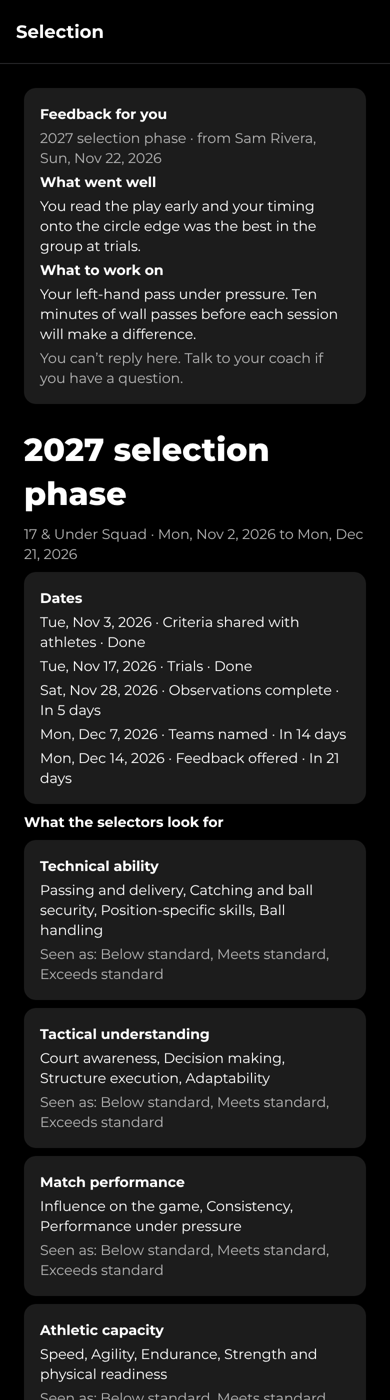 Selection
Feedback for you
2027 selection phase · from Sam Rivera,
Sun, Nov 22, 2026
What went well
You read the play early and your timing
onto the circle edge was the best in the
group at trials.
What to work on
Your left-hand pass under pressure. Ten
minutes of wall passes before each session
will make a difference.
You can’t reply here. Talk to your coach if
you have a question.
2027 selection
phase
17 & Under Squad · Mon, Nov 2, 2026 to Mon, Dec
21, 2026
Dates
Tue, Nov 3, 2026 · Criteria shared with
athletes · Done
Tue, Nov 17, 2026 · Trials · Done
Sat, Nov 28, 2026 · Observations complete ·
In 5 days
Mon, Dec 7, 2026 · Teams named · In 14 days
Mon, Dec 14, 2026 · Feedback offered · In 21
days
What the selectors look for
Technical ability
Passing and delivery, Catching and ball
security, Position-specific skills, Ball
handling
Seen as: Below standard, Meets standard,
Exceeds standard
Tactical understanding
Court awareness, Decision making,
Structure execution, Adaptability
Seen as: Below standard, Meets standard,
Exceeds standard
Match performance
Influence on the game, Consistency,
Performance under pressure
Seen as: Below standard, Meets standard,
Exceeds standard
Athletic capacity
Speed, Agility, Endurance, Strength and
physical readiness
Seen as: Below standard, Meets standard,